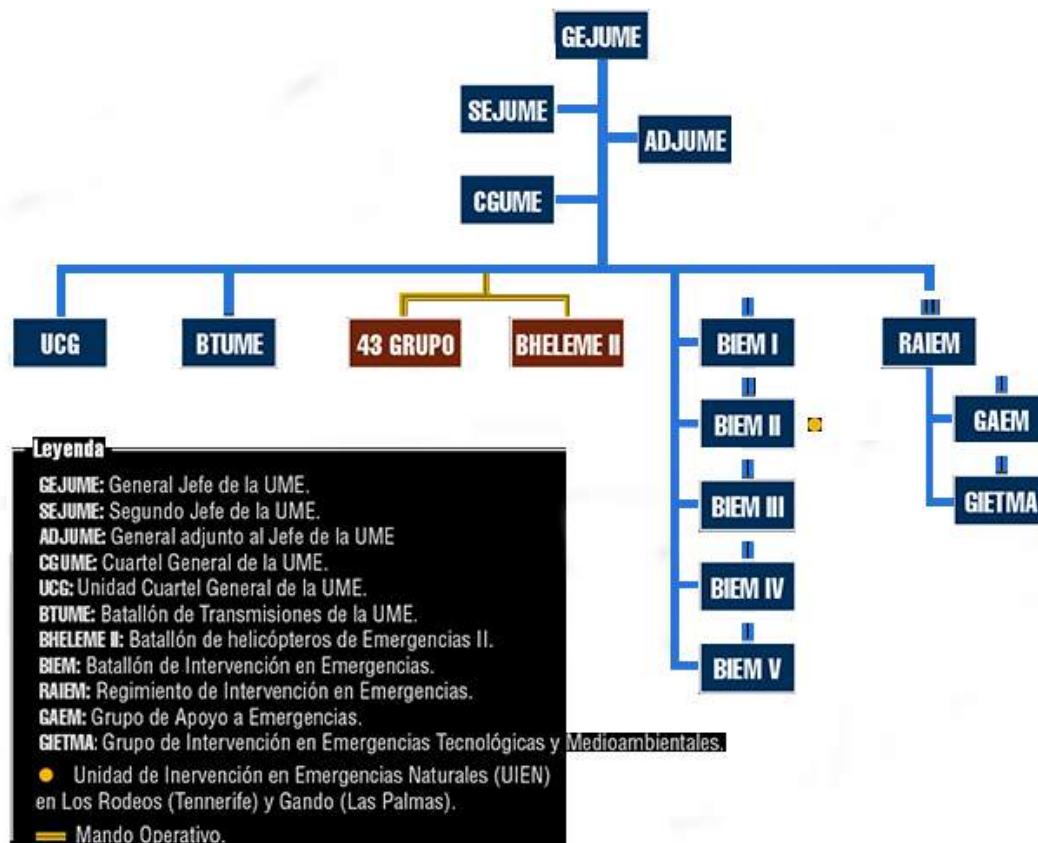 GEJUME
SEJUME
ADJUME
CGUME
UCG
BTUME
43 GRUPO
BHELEME II
BIEM I
RAIEM
BIEM II
GAEM
BIEM III
GIETMA
BIEM IV
BIEM V
Leyenda
GEJUME: General Jefe de la UME.
SEJUME: Segundo Jefe de la UME.
ADJUME: General adjunto al Jefe de la UME
CGUME: Cuartel General de la UME.
UCG: Unidad Cuartel General de la UME.
BTUME: Batallón de Transmisiones de la UME.
BHELEME II: Batallón de helicópteros de Emergencias II.
BIEM: Batallón de Intervención en Emergencias.
RAIEM: Regimiento de Intervención en Emergencias.
GAEM: Grupo de Apoyo a Emergencias.
GIETMA: Grupo de Intervención en Emergencias Tecnológicas y Medioambientales.
Unidad de Inervención en Emergencias Naturales (UIEN)
en Los Rodeos (Tennerife) y Gando (Las Palmas).
Mando Operativo.